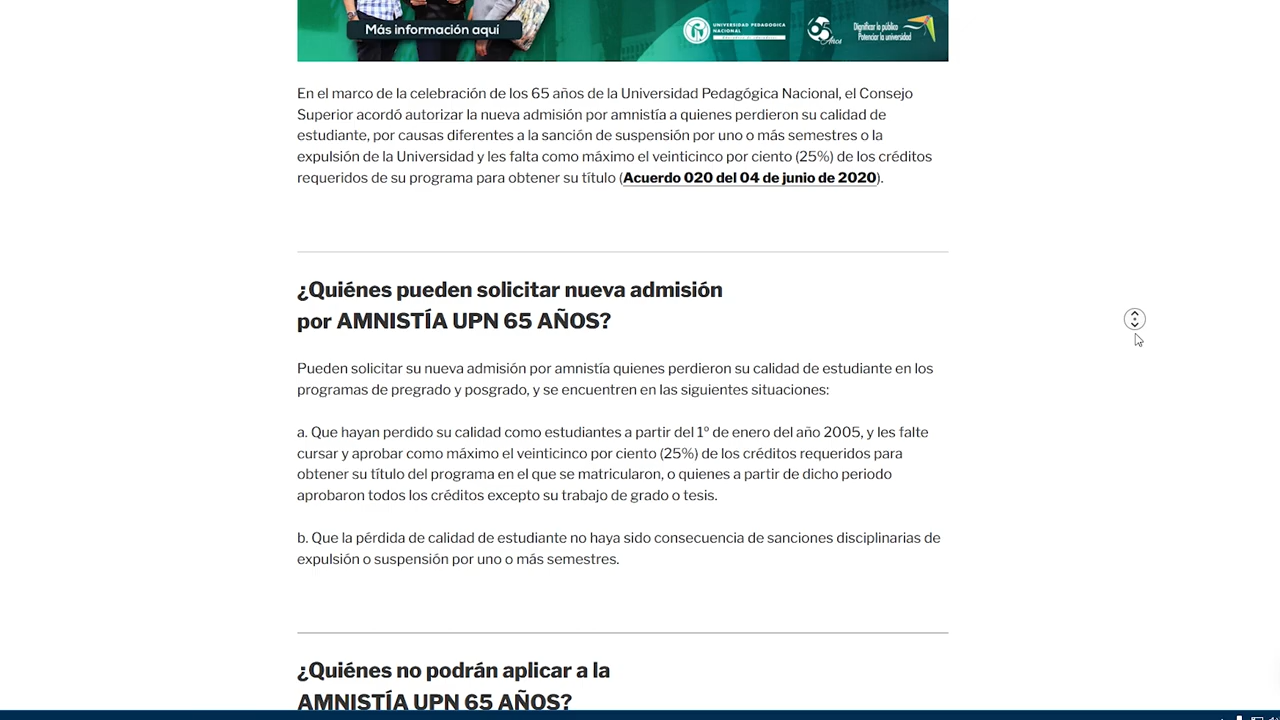 Más información aquí
UNIVERSIDAD PEDAGOGICA
NACIONAL
65 Años
Dignificar lo público
Potenciar la universidad
En el marco de la celebración de los 65 años de la Universidad Pedagógica Nacional, el Consejo
Superior acordó autorizar la nueva admisión por amnistía a quienes perdieron su calidad de
estudiante, por causas diferentes a la sanción de suspensión por uno o más semestres o la
expulsión de la Universidad y les falta como máximo el veinticinco por ciento (25%) de los créditos
requeridos de su programa para obtener su título (Acuerdo 020 del 04 de junio de 2020).
¿Quiénes pueden solicitar nueva admisión
por AMNISTÍA UPN 65 AÑOS?
Pueden solicitar su nueva admisión por amnistía quienes perdieron su calidad de estudiante en los
programas de pregrado y posgrado, y se encuentren en las siguientes situaciones:
a. Que hayan perdido su calidad como estudiantes a partir del 1° de enero del año 2005, y les falte
cursar y aprobar como máximo el veinticinco por ciento (25%) de los créditos requeridos para
obtener su título del programa en el que se matricularon, o quienes a partir de dicho periodo
aprobaron todos los créditos excepto su trabajo de grado o tesis.
b. Que la pérdida de calidad de estudiante no haya sido consecuencia de sanciones disciplinarias de
expulsión o suspensión por uno o más semestres.
¿Quiénes no podrán aplicar a la
AMNISTÍA UPN 65 AÑOS?